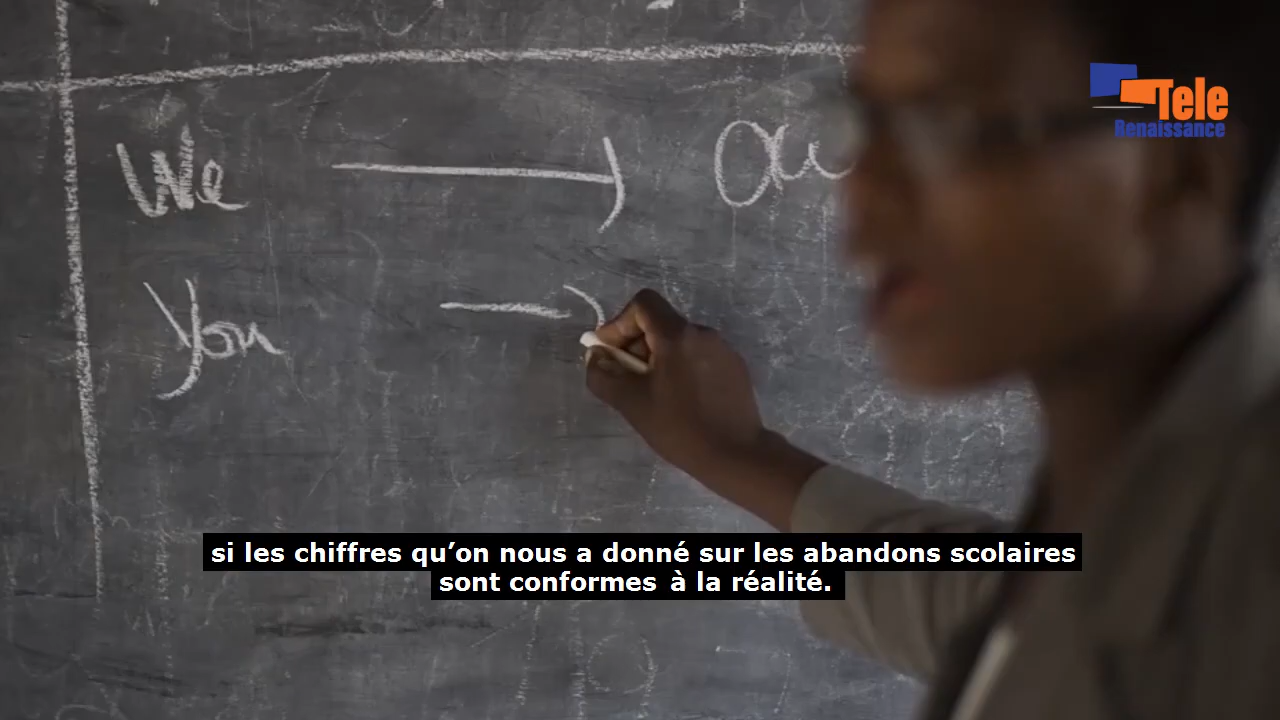 Tele
Renaissance
We
You
si les chiffres qu’on nous a donné sur les abandons scolaires
sont conformes à la réalité.